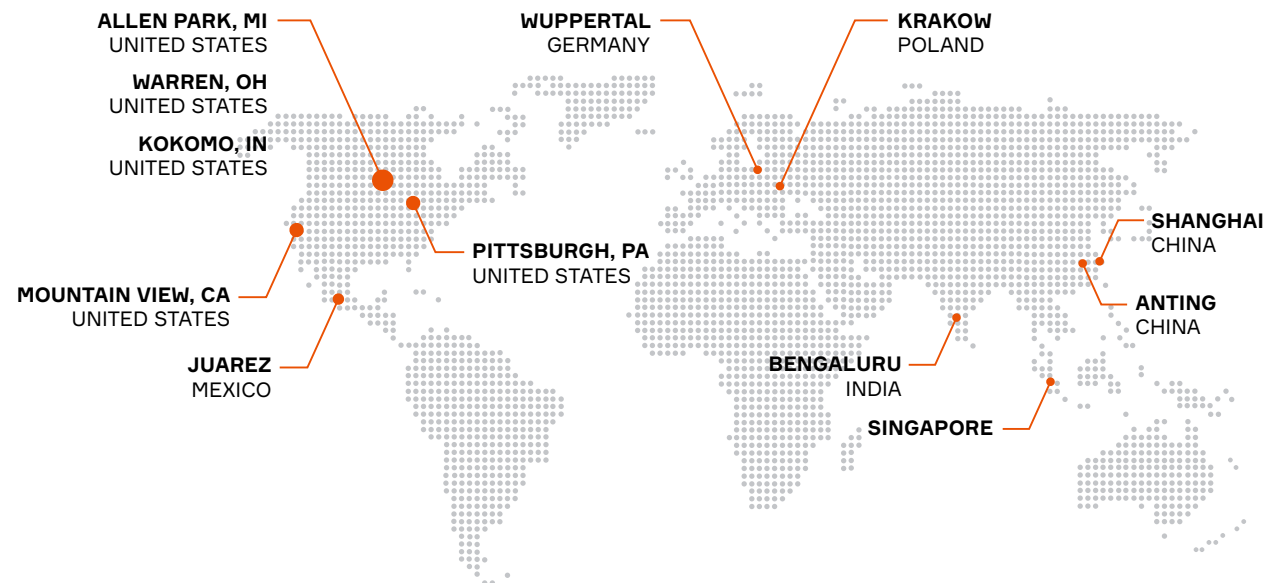 ALLEN PARK, MI
UNITED STATES
WARREN, OH
UNITED STATES
KOKOMO, IN
UNITED STATES
MOUNTAIN VIEW, CA
UNITED STATES
JUAREZ
MEXICO
PITTSBURGH, PA
UNITED STATES
WUPPERTAL
GERMANY
KRAKOW
POLAND
SHANGHAI
CHINA
ANTING
CHINA
BENGALURU
INDIA
SINGAPORE